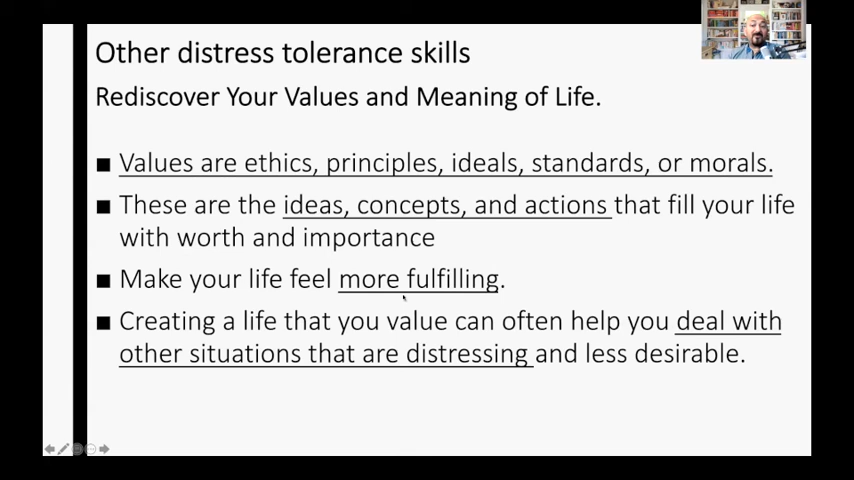 Other distress tolerance skills
Rediscover Your Values and Meaning of Life.
■ Values are ethics, principles, ideals, standards, or morals.
■ These are the ideas, concepts, and actions that fill your life
with worth and importance
■ Make your life feel more fulfilling.
■ Creating a life that you value can often help you deal with
other situations that are distressing and less desirable.